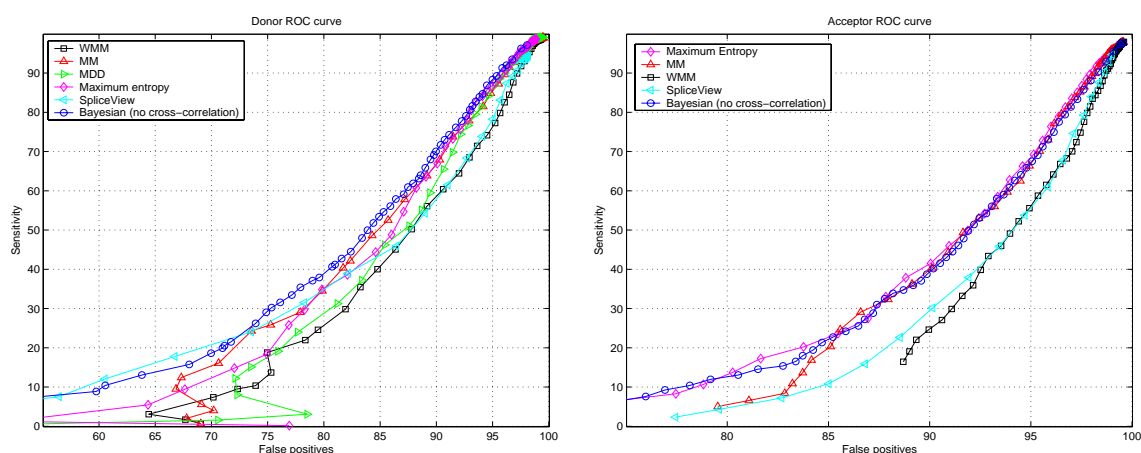 Donor ROC curve
WMM
MM
MDD
Maximum entropy
SpliceView
Bayesian (no cross−correlation)
Sensitivity
90
80
70
60
50
40
30
20
10
0
60 65 70 75 80 85 90 95 100
False positives
Acceptor ROC curve
Maximum Entropy
MM
WMM
SpliceView
Bayesian (no cross−correlation)
Sensitivity
90
80
70
60
50
40
30
20
10
0
80 85 90 95 100
False positives